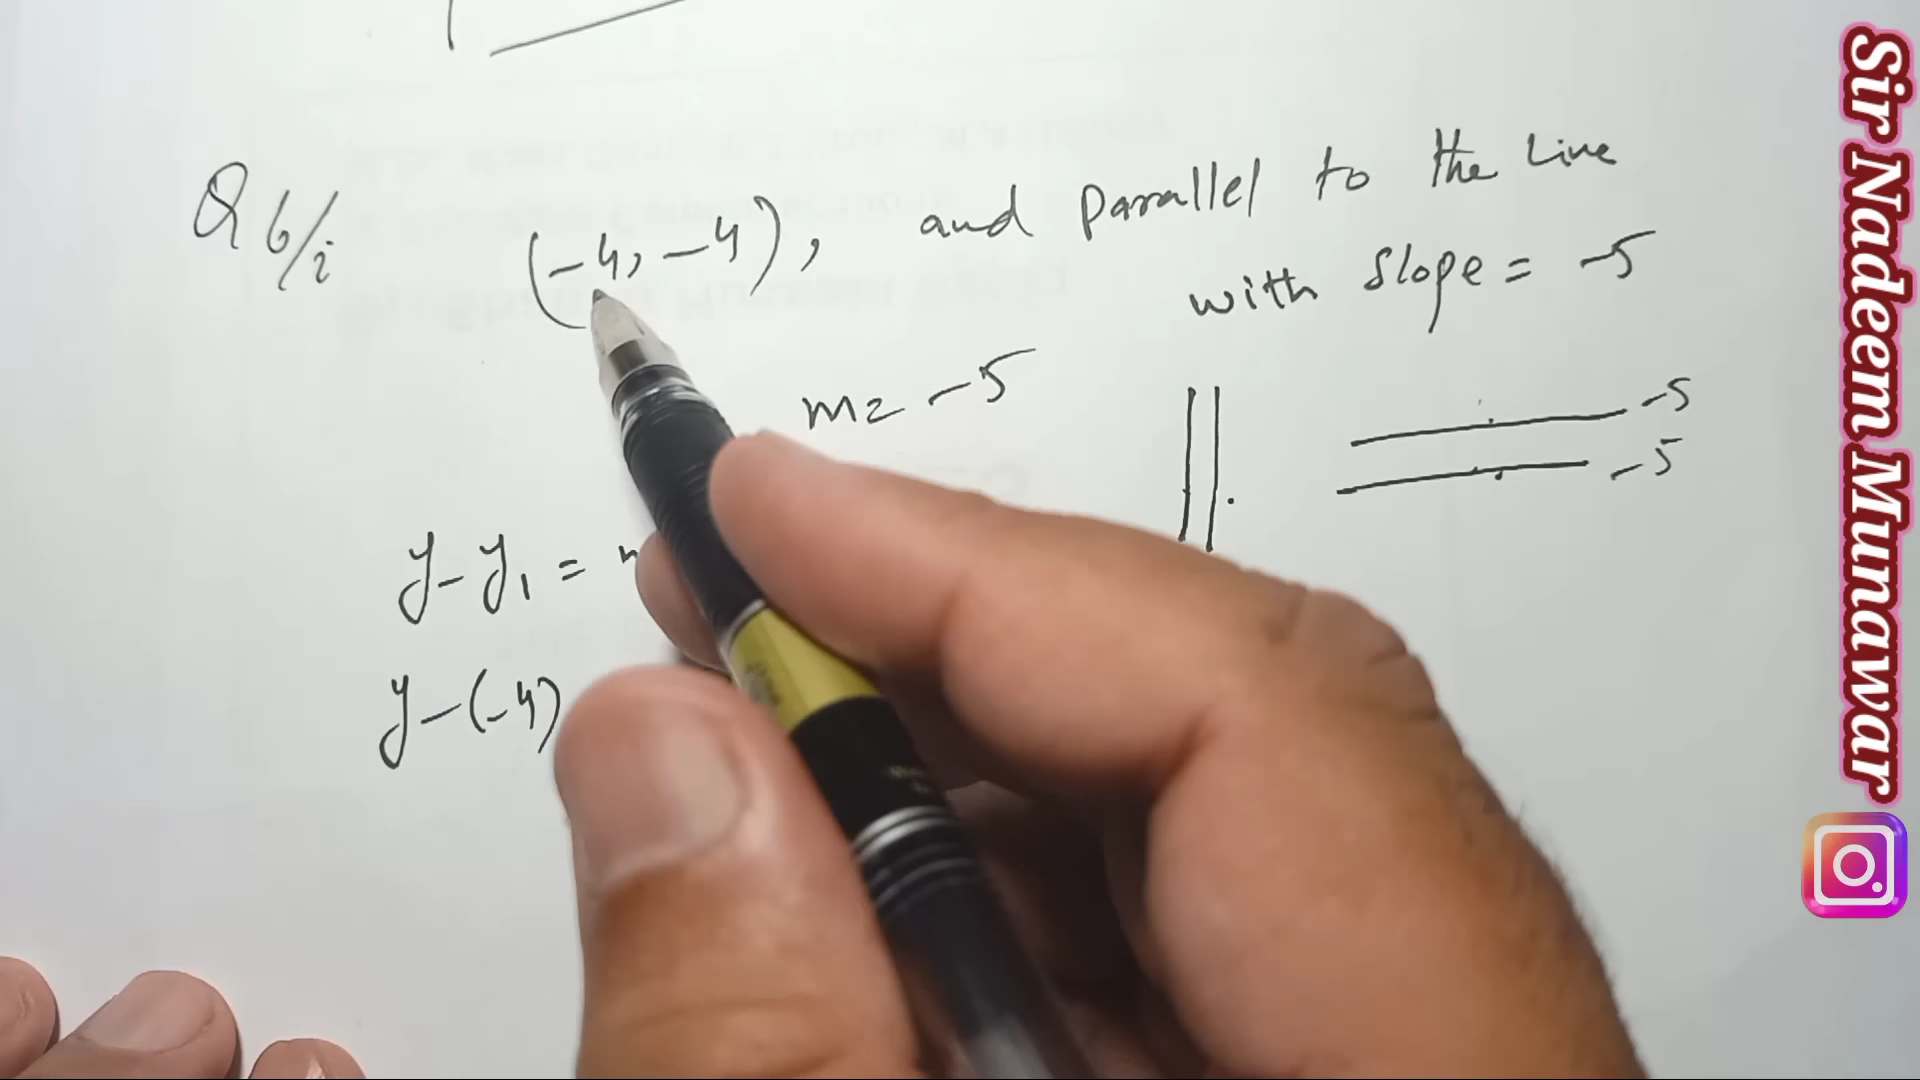 Q 6/i (-4, -4), and Parallel to the Line
with Slope = -5
m = -5
-5
-5
y - y₁ =
y - (-4)
Sir Nadeem Munawar